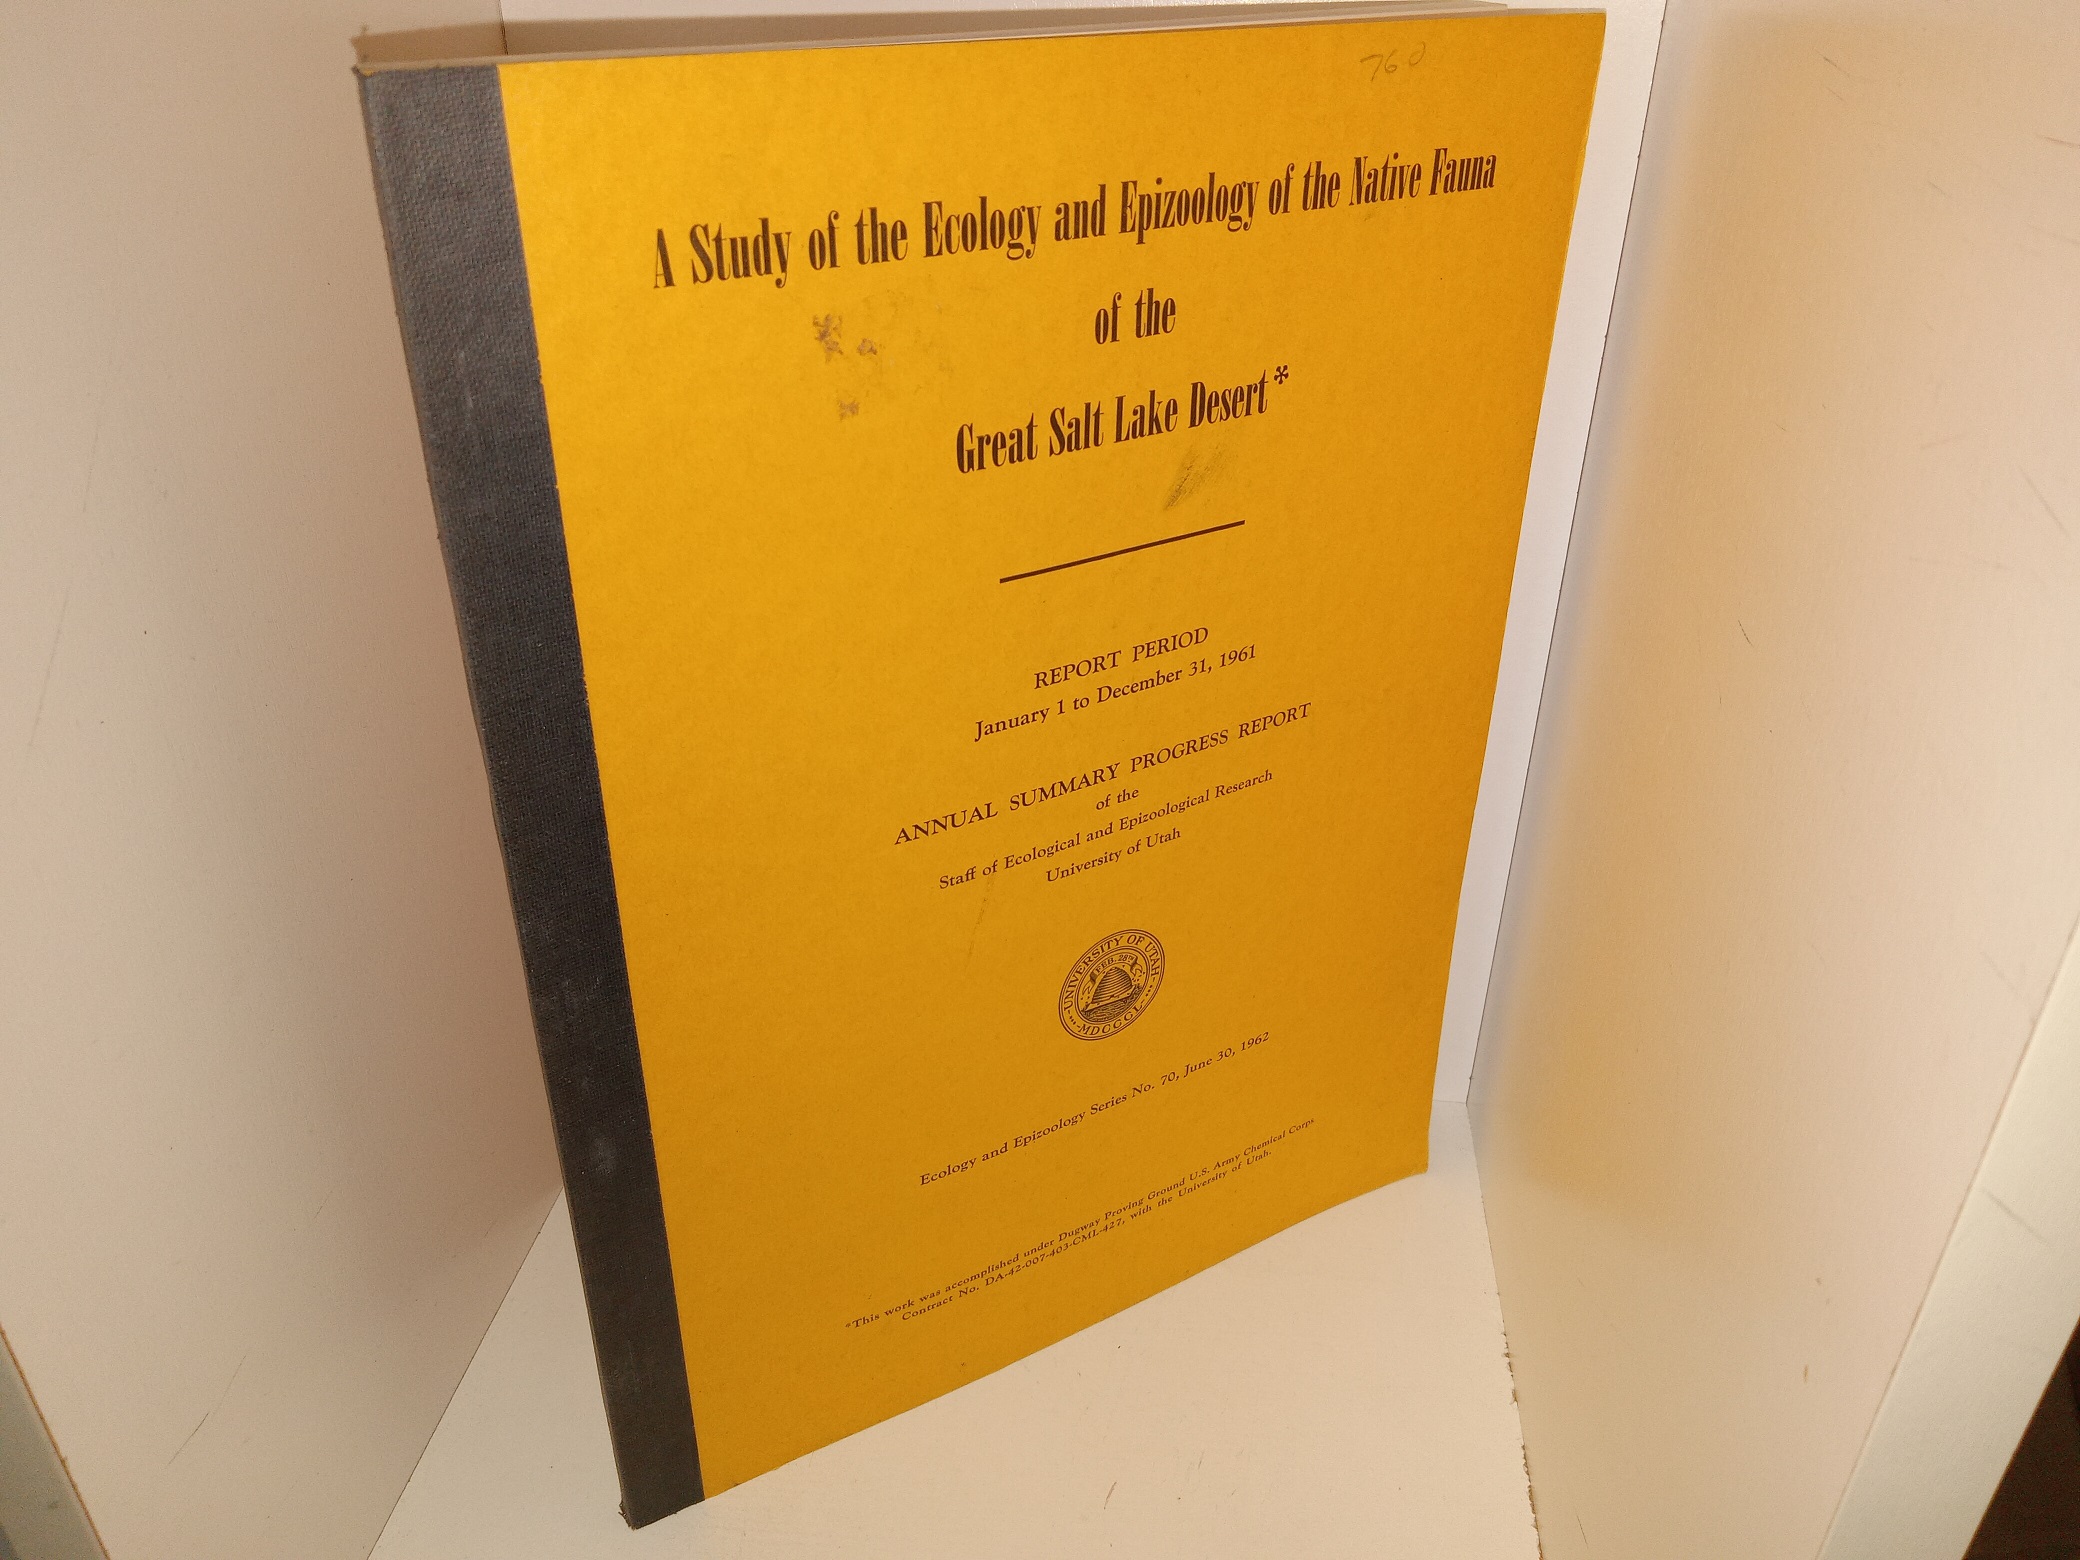 760
A Study of the Ecology and Epizoology of the Native Fauna
of the
Great Salt Lake Desert*
REPORT PERIOD
January 1 to December 31, 1961
ANNUAL SUMMARY PROGRESS REPORT
of the
Staff of Ecological and Epizoological Research
University of Utah
UNIVERSITY OF UTAH
FEB. 28TH
MDCCCL
Ecology and Epizoology Series No. 70, June 30, 1962
*This work was accomplished under Dugway Proving Ground U.S. Army Chemical Corps
Contract No. DA-42-007-403-CML-427, with the University of Utah.